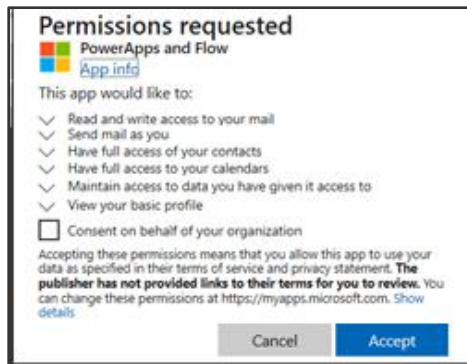 Permissions requested
PowerApps and Flow
App info
This app would like to:
Read and write access to your mail
Send mail as you
Have full access of your contacts
Have full access to your calendars
Maintain access to data you have given it access to
View your basic profile
Consent on behalf of your organization
Accepting these permissions means that you allow this app to use your
data as specified in their terms of service and privacy statement. The
publisher has not provided links to their terms for you to review. You
can change these permissions at https://myapps.microsoft.com. Show
details
Cancel Accept